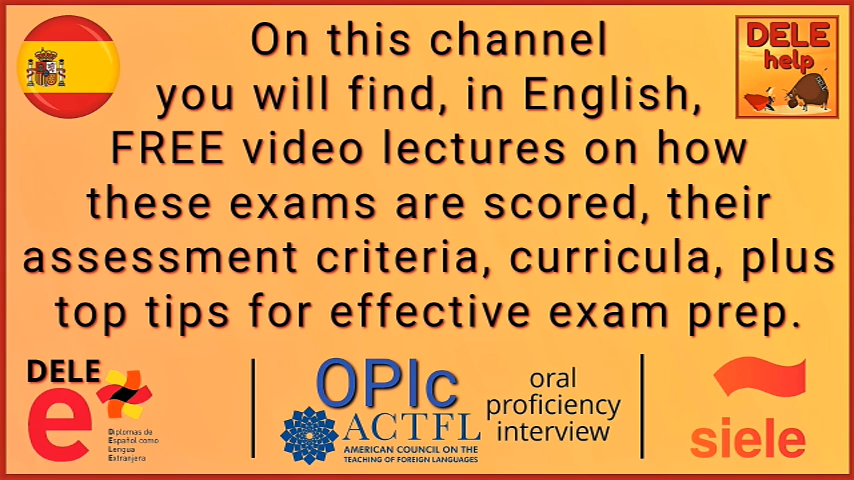 On this channel
you will find, in English,
FREE video lectures on how
these exams are scored, their
assessment criteria, curricula, plus
top tips for effective exam prep.
DELE
help
DELE
e
Diplomas de
Español como
Lengua
Extranjera
OPIc
ACTFL
AMERICAN COUNCIL ON THE
TEACHING OF FOREIGN LANGUAGES
oral
proficiency
interview
siele